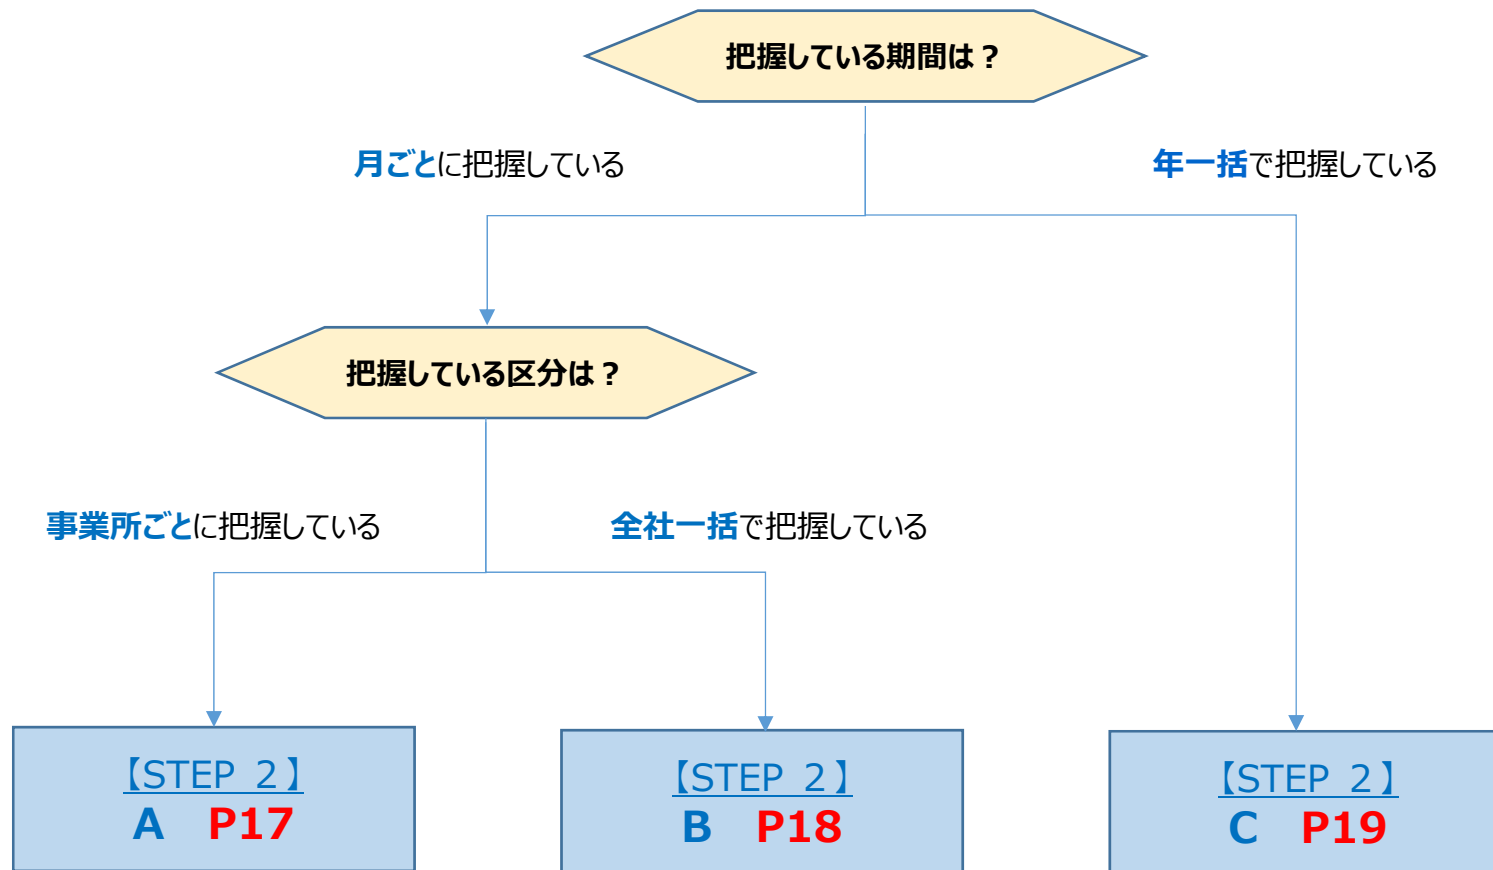 把握している期間は？
月ごとに把握している
年一括で把握している
把握している区分は？
事業所ごとに把握している
全社一括で把握している
【STEP ２】
A P17
【STEP ２】
B P18
【STEP ２】
C P19